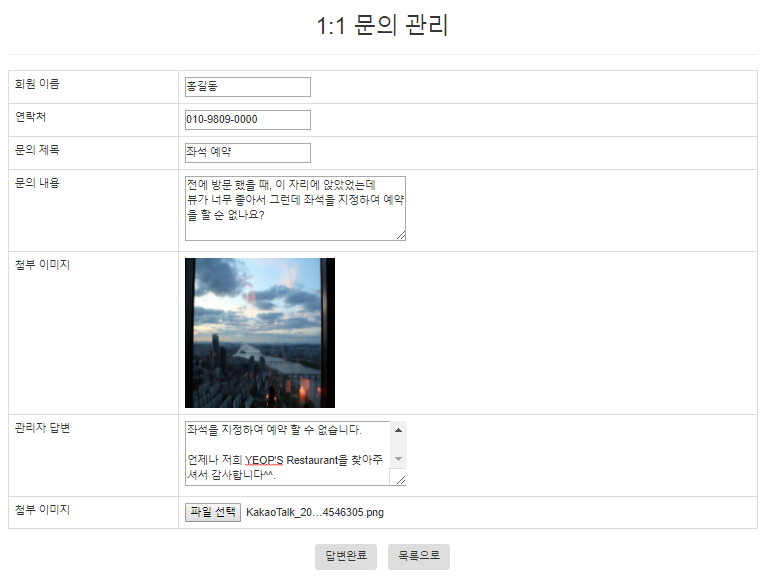 1:1 문의 관리
회원 이름
홍길동
연락처
010-9809-0000
문의 제목
좌석 예약
문의 내용
전에 방문 했을 때, 이 자리에 앉았었는데
뷰가 너무 좋아서 그런데 좌석을 지정하여 예약
을 할 순 없나요?
첨부 이미지
관리자 답변
좌석을 지정하여 예약 할 수 없습니다.
언제나 저희 YEOP'S Restaurant을 찾아주
셔서 감사합니다^^.
첨부 이미지
파일 선택 KakaoTalk_20…4546305.png
답변완료 목록으로